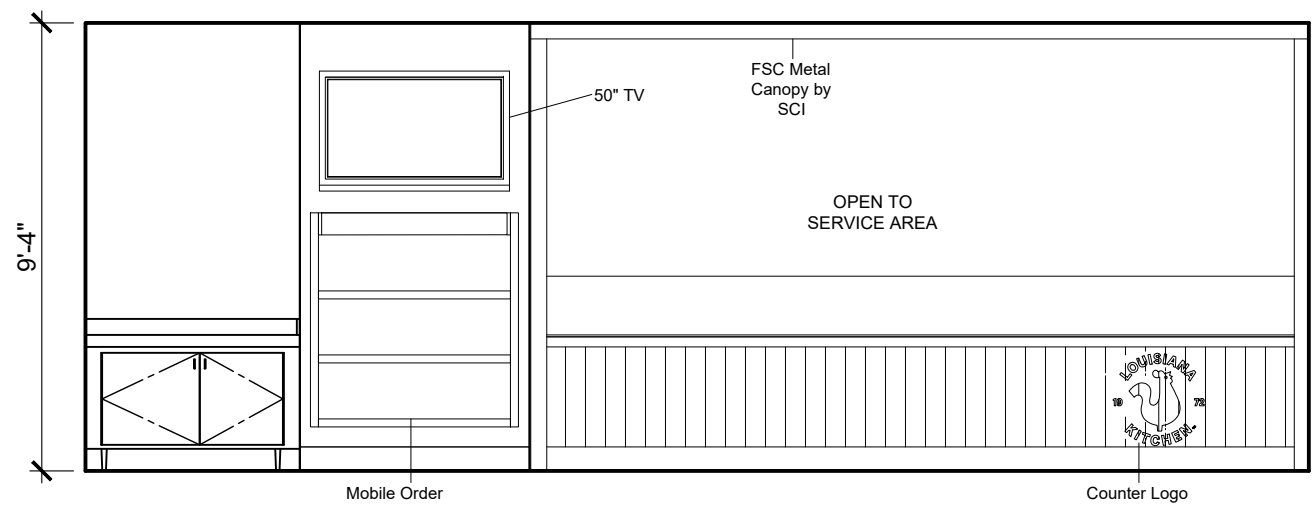 FSC Metal
Canopy by
SCI
50" TV
OPEN TO
SERVICE AREA
9'-4"
LOUISIANA
19 72
KITCHEN
Mobile Order
Counter Logo